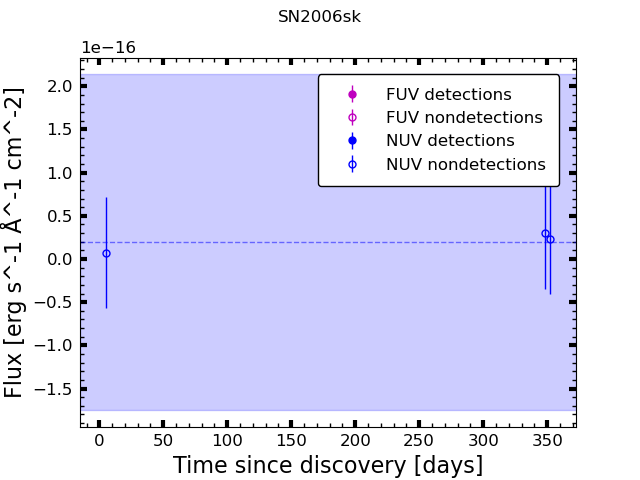 SN2006sk
1e−16
2.0
1.5
1.0
0.5
0.0
−0.5
−1.0
−1.5
Flux [erg s^-1 Å^-1 cm^-2]
FUV detections
FUV nondetections
NUV detections
NUV nondetections
0 50 100 150 200 250 300 350
Time since discovery [days]